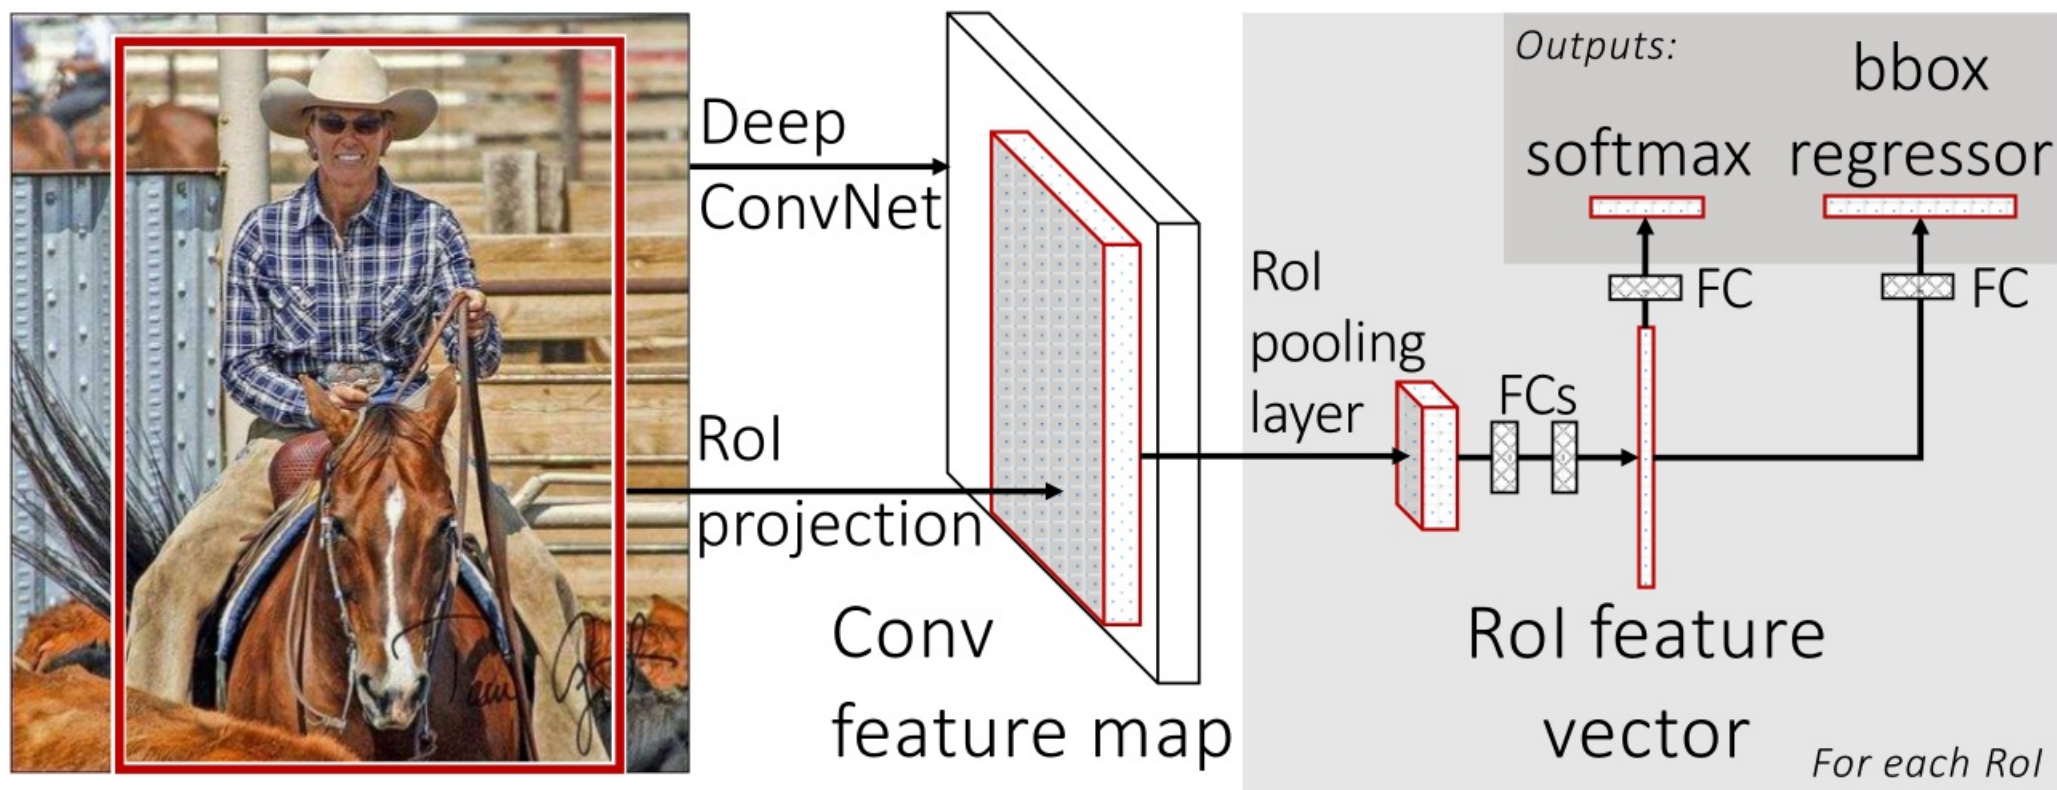 Deep
ConvNet
RoI
projection
Conv
feature map
RoI
pooling
layer
FCs
Outputs:
softmax
bbox
regressor
FC
FC
RoI feature
vector
For each RoI